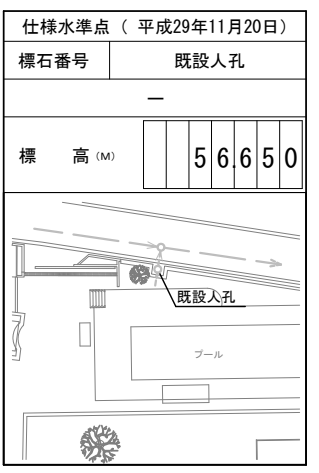 仕様水準点（ 平成29年11月20日）
標石番号 既設人孔
―
標 高 (M) 56.650
既設人孔
プール